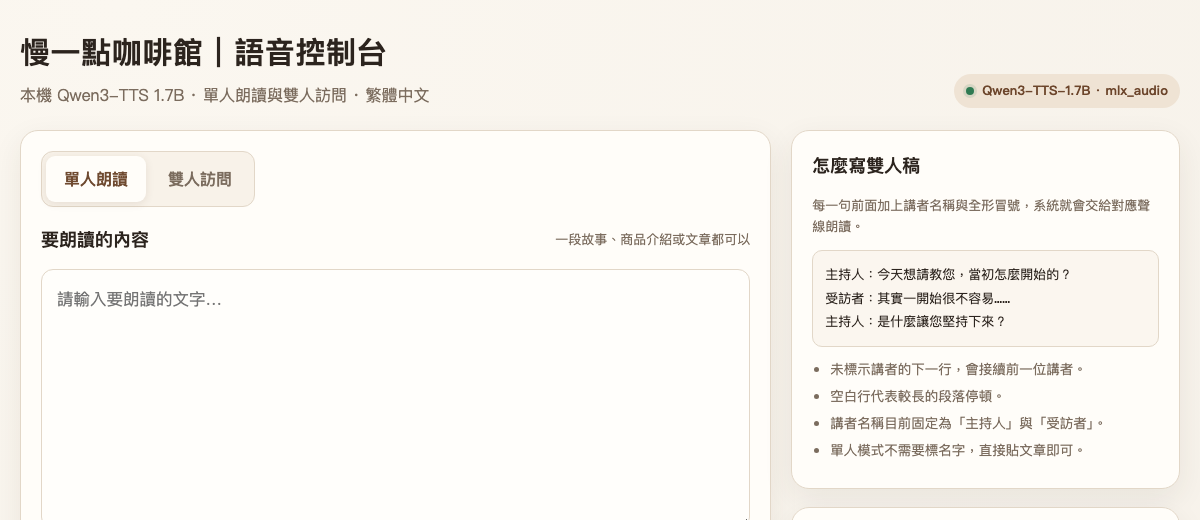 慢一點咖啡館｜語音控制台
本機 Qwen3-TTS 1.7B · 單人朗讀與雙人訪問 · 繁體中文
Qwen3-TTS-1.7B · mlx_audio
單人朗讀
雙人訪問
要朗讀的內容
一段故事、商品介紹或文章都可以
請輸入要朗讀的文字…
怎麼寫雙人稿
每一句前面加上講者名稱與全形冒號，系統就會交給對應聲
線朗讀。
主持人：今天想請教您，當初怎麼開始的？
受訪者：其實一開始很不容易……
主持人：是什麼讓您堅持下來？
未標示講者的下一行，會接續前一位講者。
空白行代表較長的段落停頓。
講者名稱目前固定為「主持人」與「受訪者」。
單人模式不需要標名字，直接貼文章即可。